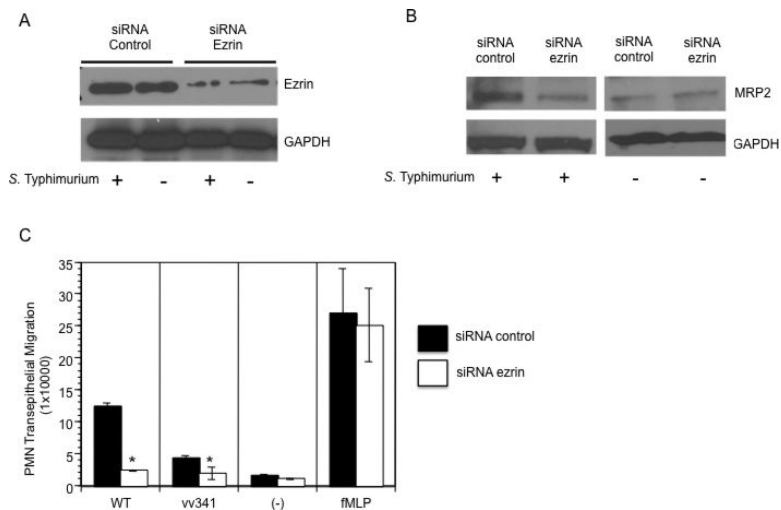 A
siRNA Control
siRNA Ezrin
Ezrin
GAPDH
S. Typhimurium + - + -
B
siRNA control
siRNA ezrin
siRNA control
siRNA ezrin
MRP2
GAPDH
S. Typhimurium + + - -
C
PMN Transepithelial Migration
(1x10000)
35
30
25
20
15
10
5
0
* *
WT vv341 (-) fMLP
siRNA control
siRNA ezrin